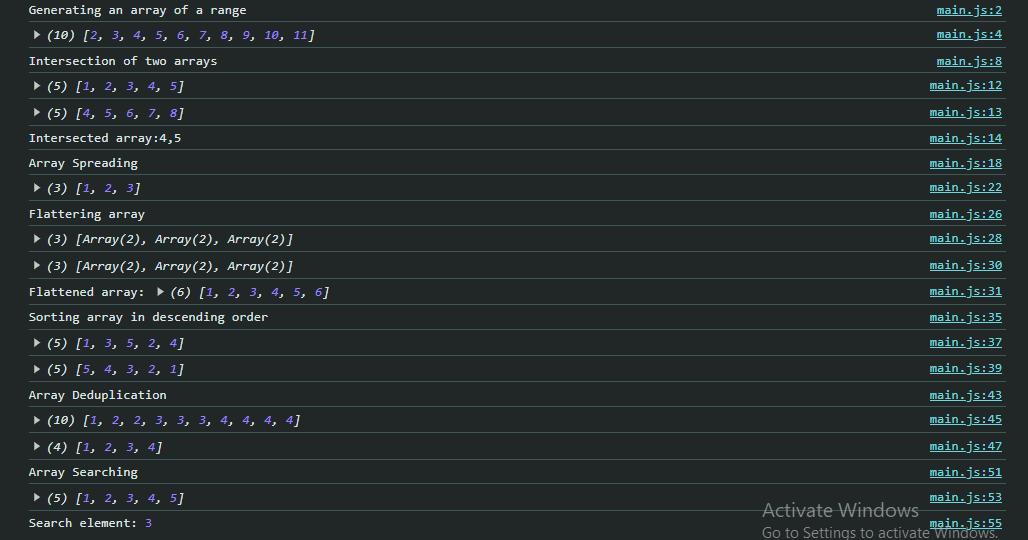 Generating an array of a range main.js:2
(10) [2, 3, 4, 5, 6, 7, 8, 9, 10, 11] main.js:4
Intersection of two arrays main.js:8
(5) [1, 2, 3, 4, 5] main.js:12
(5) [4, 5, 6, 7, 8] main.js:13
Intersected array:4,5 main.js:14
Array Spreading main.js:18
(3) [1, 2, 3] main.js:22
Flattering array main.js:26
(3) [Array(2), Array(2), Array(2)] main.js:28
(3) [Array(2), Array(2), Array(2)] main.js:30
Flattened array: (6) [1, 2, 3, 4, 5, 6] main.js:31
Sorting array in descending order main.js:35
(5) [1, 3, 5, 2, 4] main.js:37
(5) [5, 4, 3, 2, 1] main.js:39
Array Deduplication main.js:43
(10) [1, 2, 2, 3, 3, 3, 4, 4, 4, 4] main.js:45
(4) [1, 2, 3, 4] main.js:47
Array Searching main.js:51
(5) [1, 2, 3, 4, 5] main.js:53
Activate Windows
Search element: 3 main.js:55
Go to Settings to activate Windows.